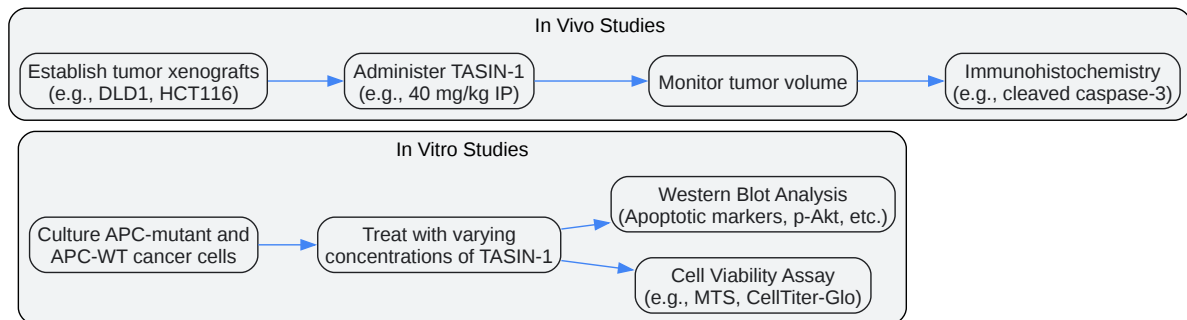 In Vivo Studies
Establish tumor xenografts
(e.g., DLD1, HCT116)
Administer TASIN-1
(e.g., 40 mg/kg IP)
Monitor tumor volume
Immunohistochemistry
(e.g., cleaved caspase-3)
In Vitro Studies
Culture APC-mutant and
APC-WT cancer cells
Treat with varying
concentrations of TASIN-1
Western Blot Analysis
(Apoptotic markers, p-Akt, etc.)
Cell Viability Assay
(e.g., MTS, CellTiter-Glo)